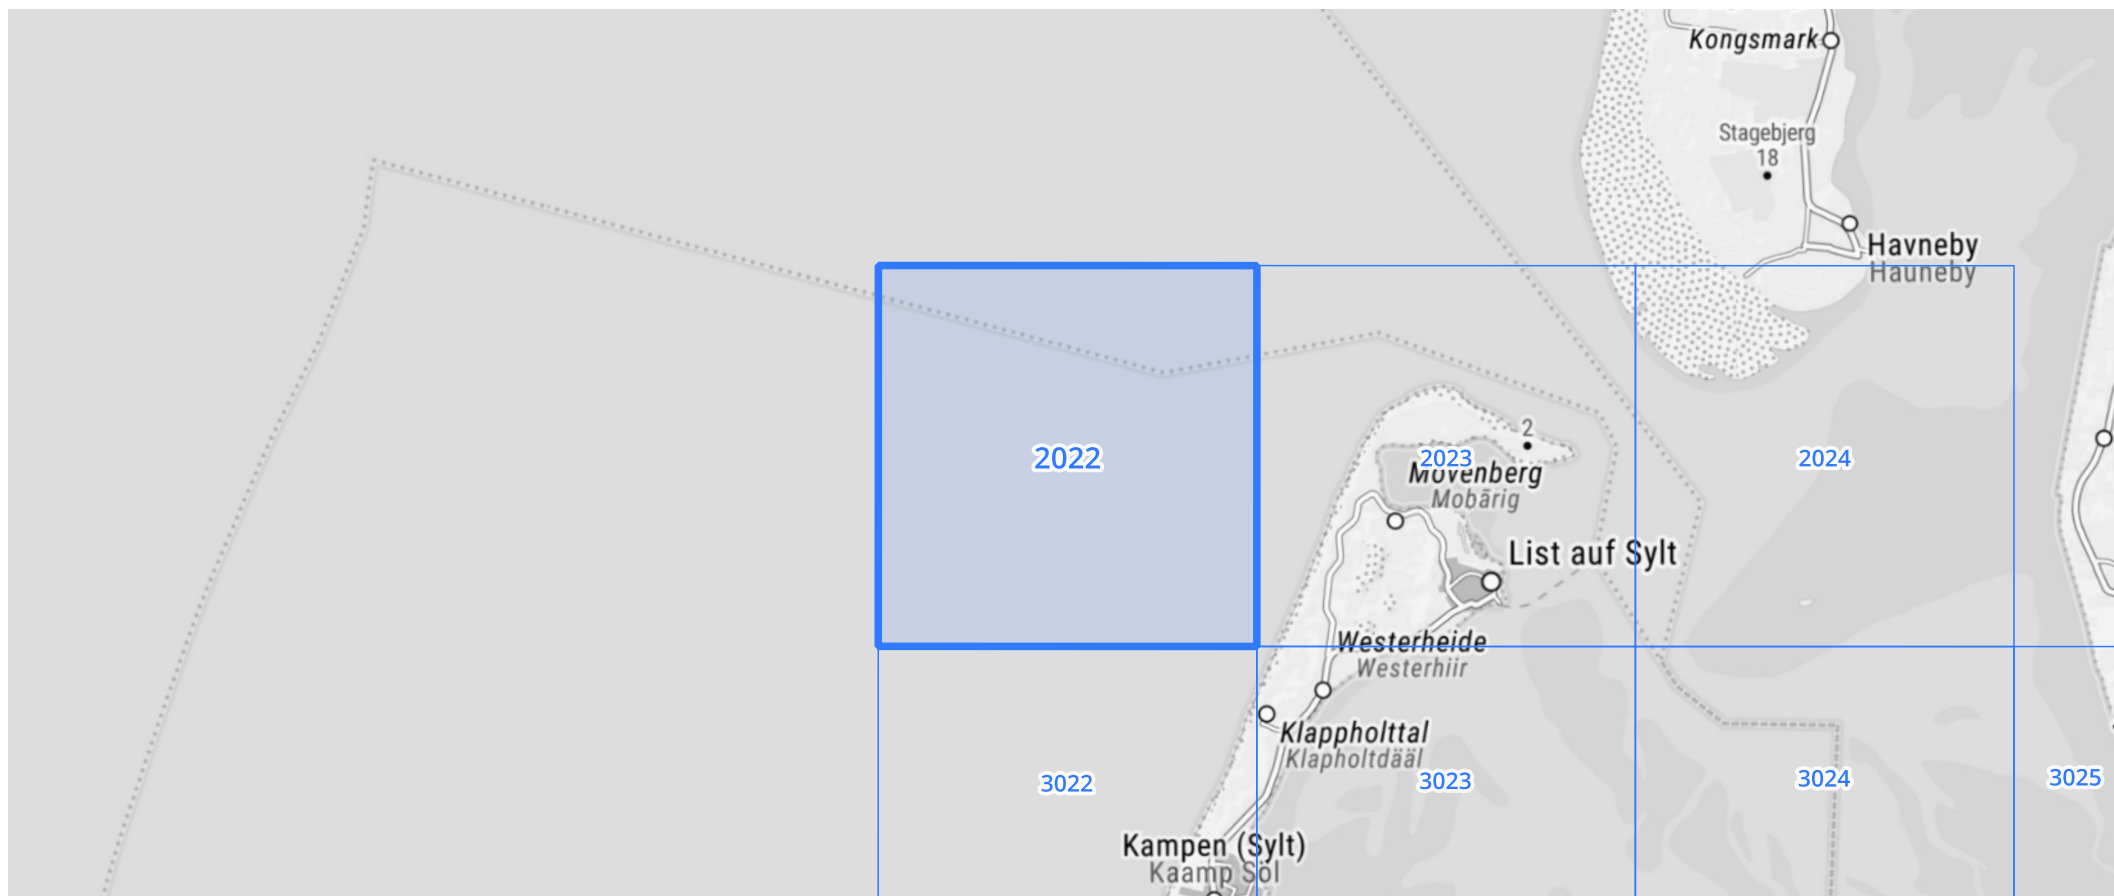 Kongsmark
Stagebjerg
18
Havneby
Hauneby
2
2022
2023
2024
Mövenberg
Mobärig
List auf Sylt
Westerheide
Westerhiir
Klappholttal
Klapholtdääl
3022
3023
3024
3025
Kampen (Sylt)
Kaamp Söl